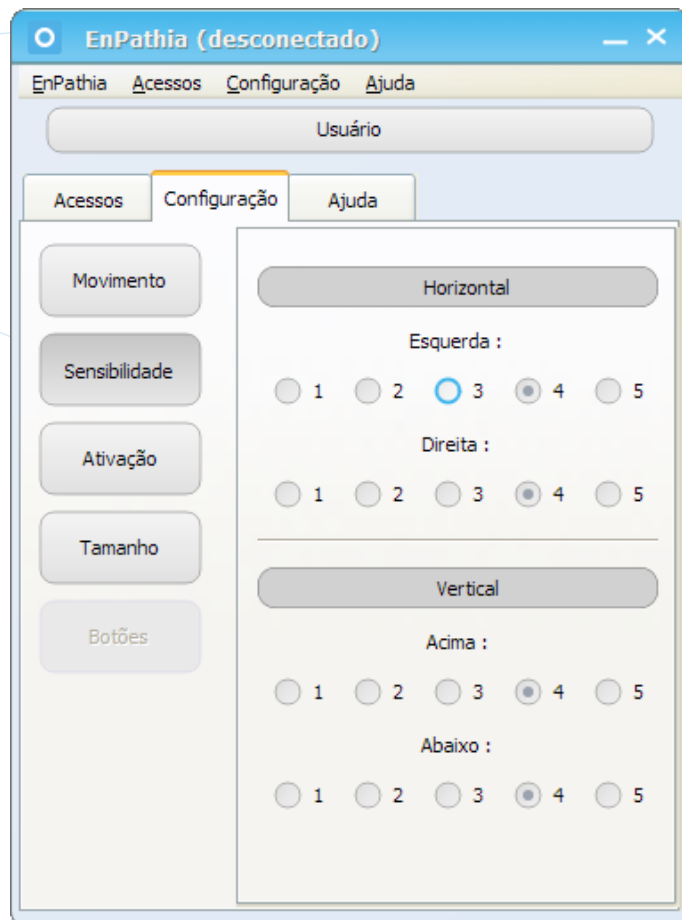 EnPathia (desconectado)
EnPathia Acessos Configuração Ajuda
Usuário
Acessos Configuração Ajuda
Movimento
Sensibilidade
Ativação
Tamanho
Botões
Horizontal
Esquerda :
1 2 3 4 5
Direita :
1 2 3 4 5
Vertical
Acima :
1 2 3 4 5
Abaixo :
1 2 3 4 5